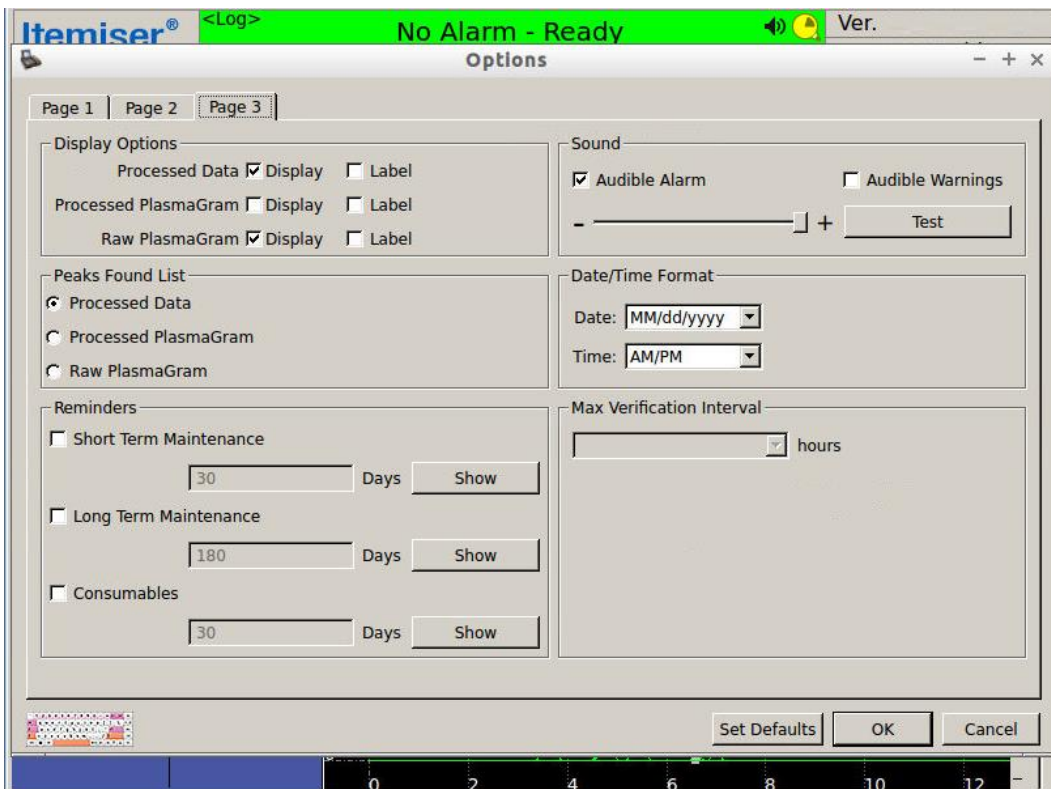 Itemiser®
<Log>
No Alarm - Ready
Ver.
Options
Page 1
Page 2
Page 3
Display Options
Processed Data Display Label
Processed PlasmaGram Display Label
Raw PlasmaGram Display Label
Sound
Audible Alarm Audible Warnings
- + Test
Peaks Found List
Processed Data
Processed PlasmaGram
Raw PlasmaGram
Date/Time Format
Date: MM/dd/yyyy
Time: AM/PM
Reminders
Short Term Maintenance
30 Days Show
Long Term Maintenance
180 Days Show
Consumables
30 Days Show
Max Verification Interval
hours
Set Defaults OK Cancel
0 2 4 6 8 10 12